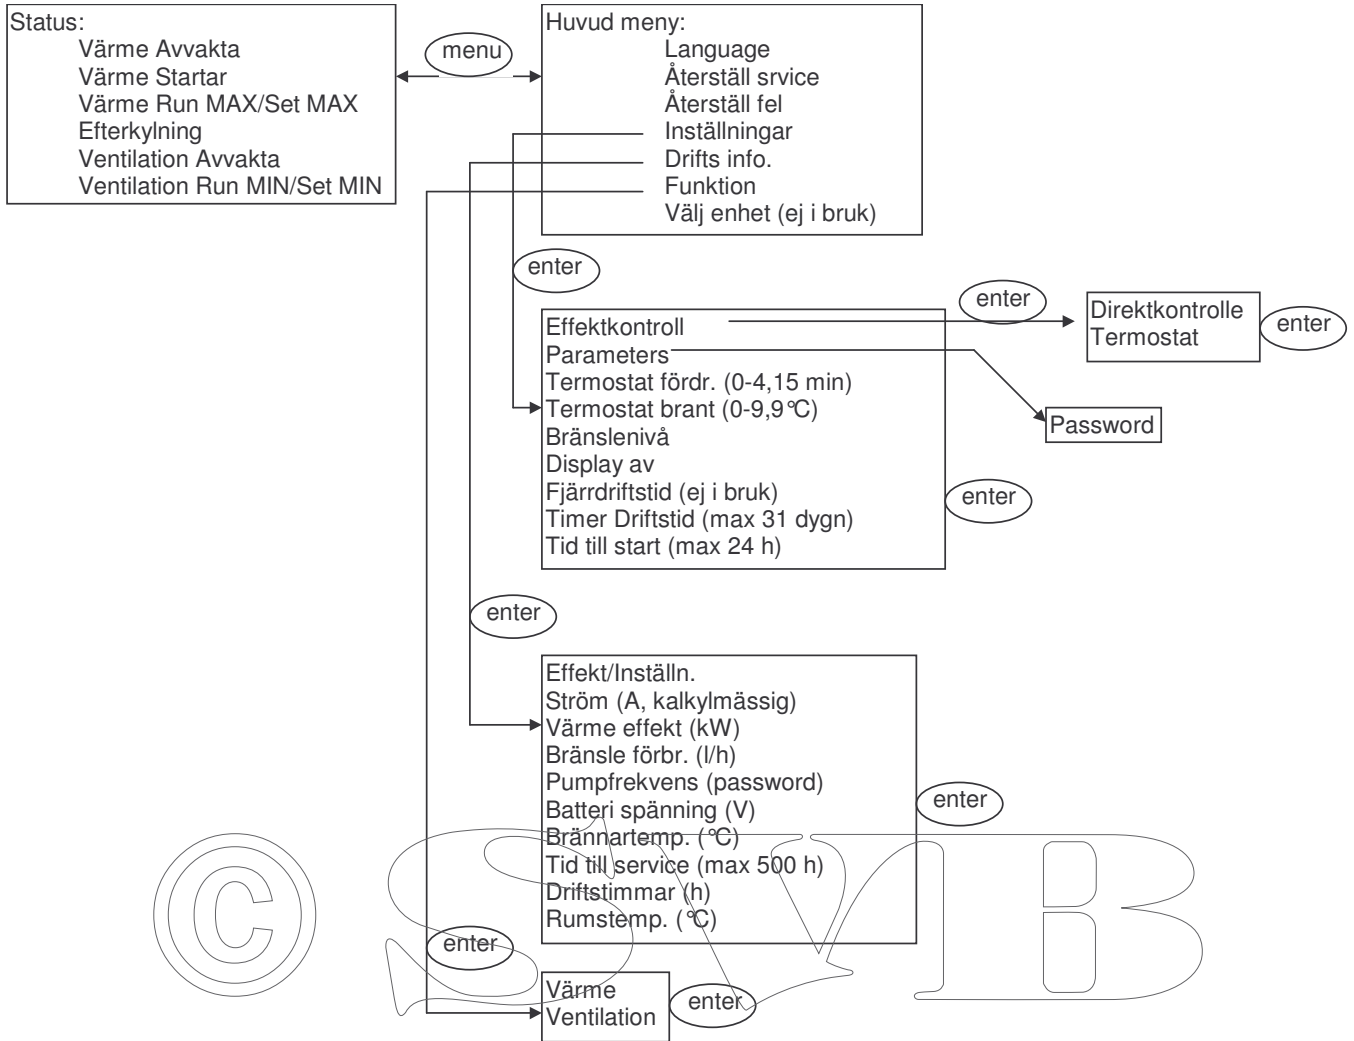 Status:
Värme Avvakta
Värme Startar
Värme Run MAX/Set MAX
Efterkylning
Ventilation Avvakta
Ventilation Run MIN/Set MIN
menu
Huvud meny:
Language
Återställ srvice
Återställ fel
Inställningar
Drifts info.
Funktion
Välj enhet (ej i bruk)
enter
Effektkontroll
Parameters
Termostat fördr. (0-4,15 min)
Termostat brant (0-9,9°C)
Bränslenivå
Display av
Fjärrdriftstid (ej i bruk)
Timer Driftstid (max 31 dygn)
Tid till start (max 24 h)
enter
enter
Direktkontrolle
Termostat
enter
Password
enter
Effekt/Inställn.
Ström (A, kalkylmässig)
Värme effekt (kW)
Bränsle förbr. (l/h)
Pumpfrekvens (password)
Batteri spänning (V)
Brännartemp. (°C)
Tid till service (max 500 h)
Driftstimmar (h)
Rumstemp. (°C)
enter
enter
Värme
Ventilation
enter
© SVB